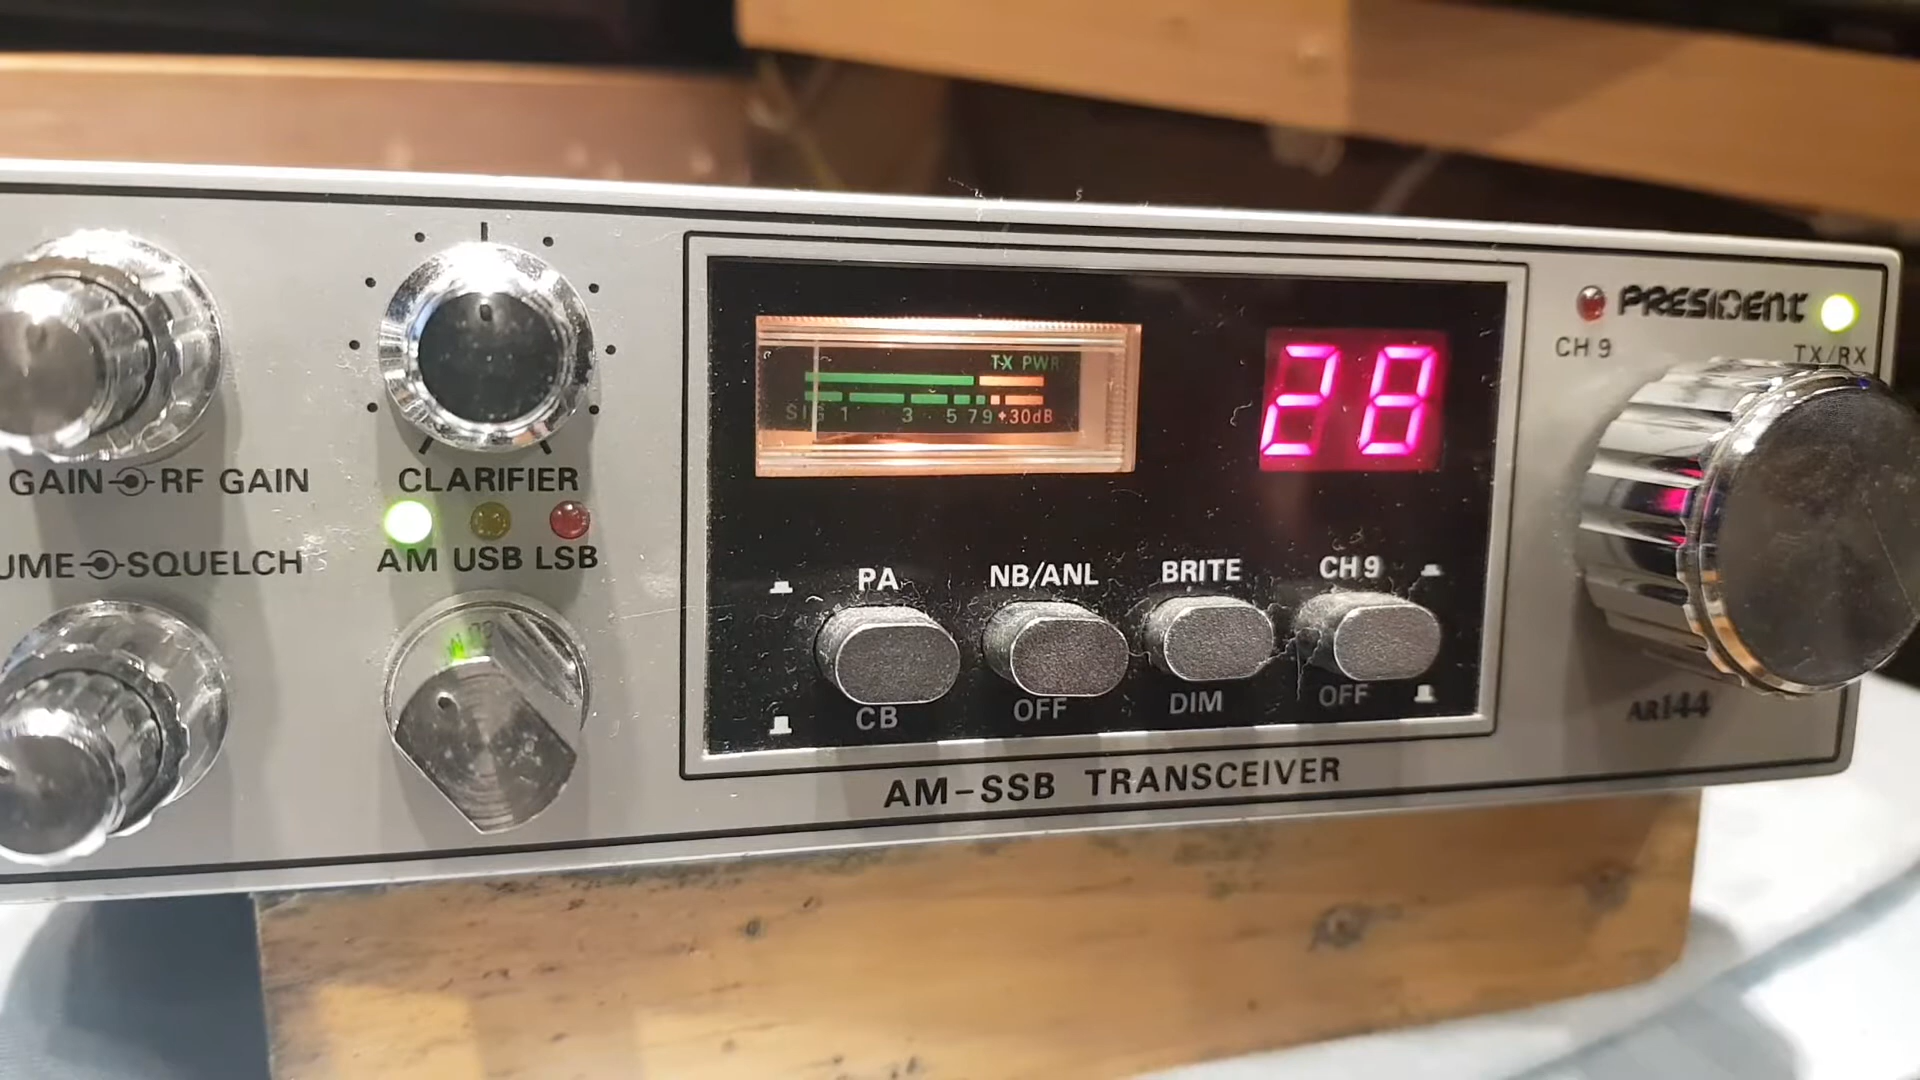 PRESIDENT
CH 9
TX/RX
TX PWR
SIG 1 3 5 7 9 +30dB
28
GAIN RF GAIN
CLARIFIER
AM USB LSB
UME SQUELCH
PA NB/ANL BRITE CH 9
CB OFF DIM OFF
AR144
AM-SSB TRANSCEIVER